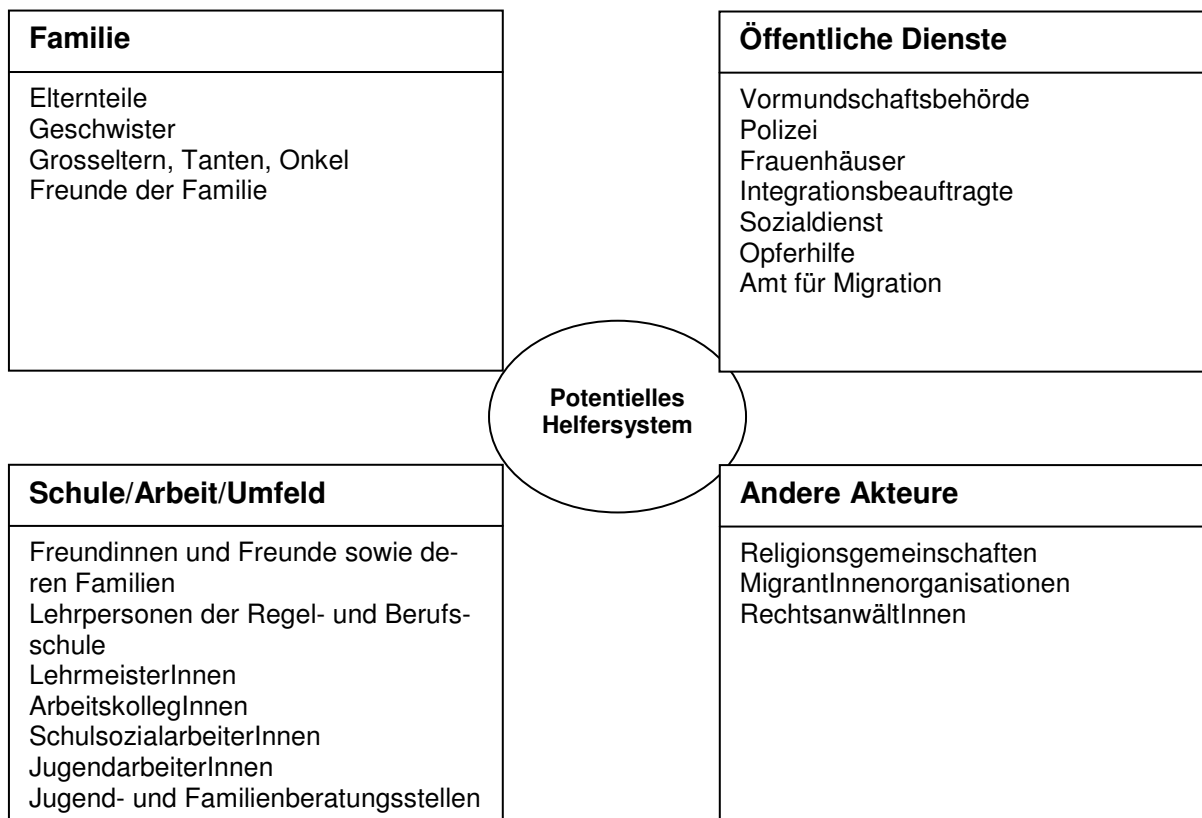 Familie
Elternteile
Geschwister
Grosseltern, Tanten, Onkel
Freunde der Familie
Öffentliche Dienste
Vormundschaftsbehörde
Polizei
Frauenhäuser
Integrationsbeauftragte
Sozialdienst
Opferhilfe
Amt für Migration
Potentielles
Helfersystem
Schule/Arbeit/Umfeld
Freundinnen und Freunde sowie de-
ren Familien
Lehrpersonen der Regel- und Berufs-
schule
LehrmeisterInnen
ArbeitskollegInnen
SchulsozialarbeiterInnen
JugendarbeiterInnen
Jugend- und Familienberatungsstellen
Andere Akteure
Religionsgemeinschaften
MigrantInnenorganisationen
RechtsanwältInnen